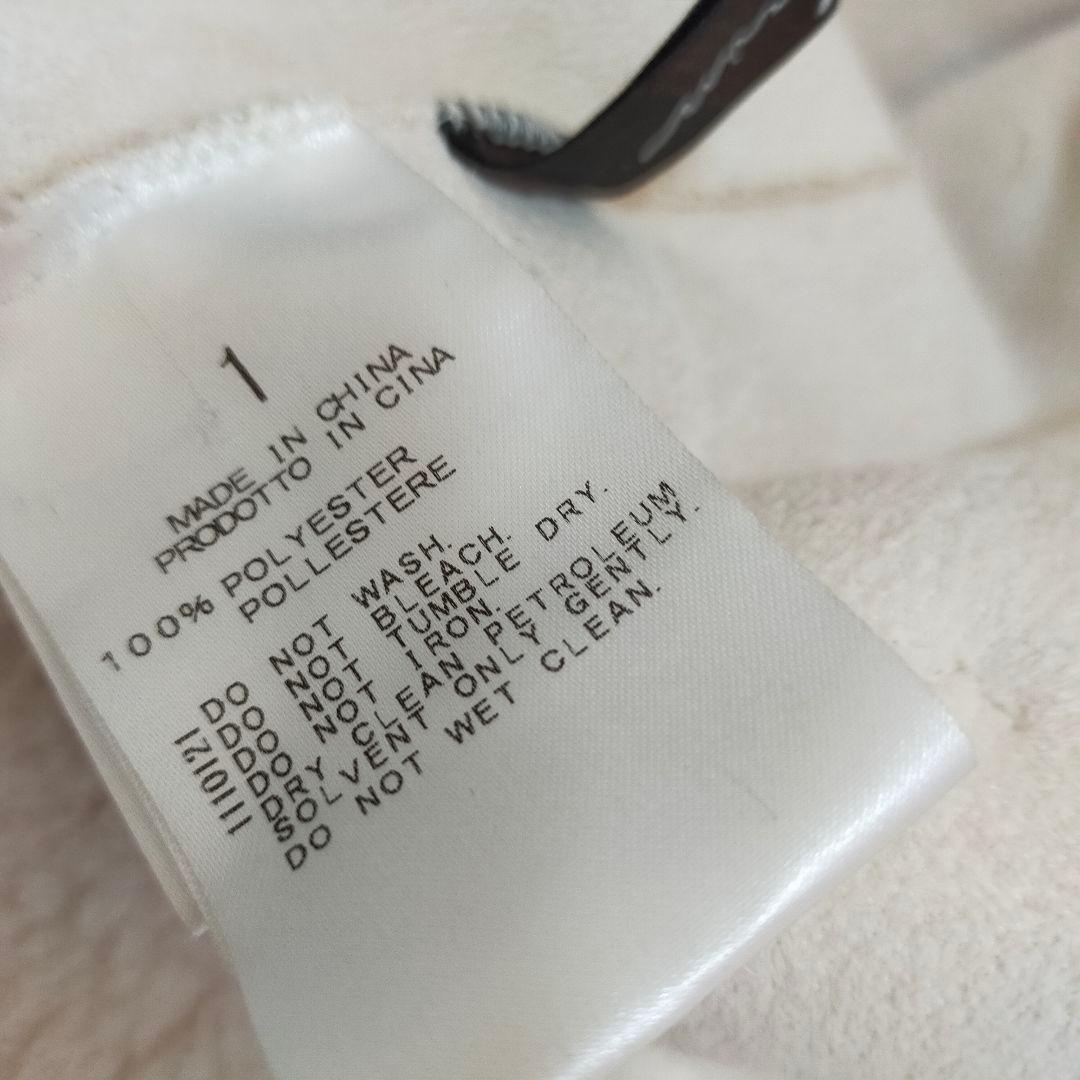 1
MADE IN CHINA
PRODOTTO IN CINA
100% POLYESTER
POLLESTERE
DO NOT WASH.
DO NOT BLEACH.
DO NOT TUMBLE DRY.
DO NOT IRON.
DRY CLEAN PETROLEUM
SOLVENT ONLY GENTLY.
DO NOT WET CLEAN.
1110121